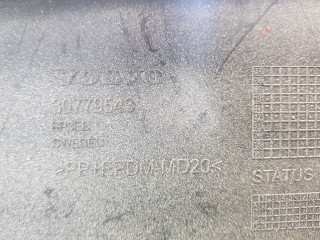 VOLVO
30779543
SWEDEN
>PP+EPDM-MD20<
STATUS